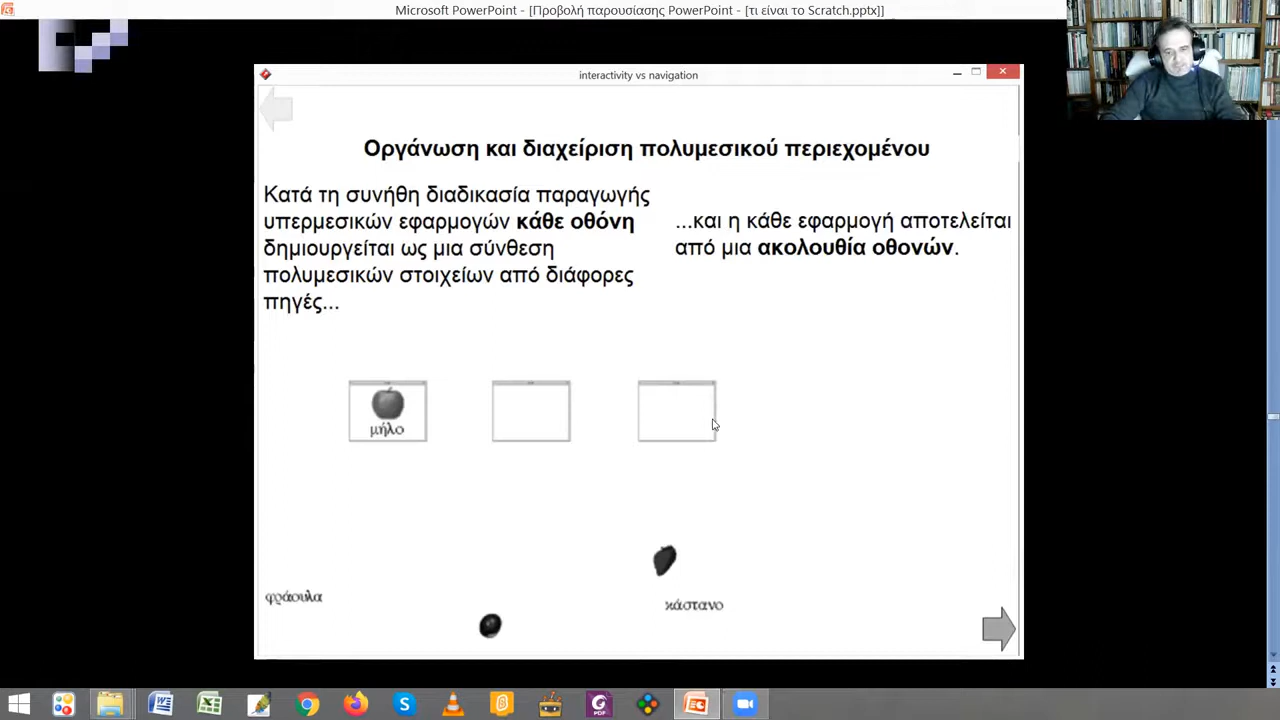 Microsoft PowerPoint - [Προβολή παρουσίασης PowerPoint - [τι είναι το Scratch.pptx]]
interactivity vs navigation
Οργάνωση και διαχείριση πολυμεσικού περιεχομένου
Κατά τη συνήθη διαδικασία παραγωγής
υπερμεσικών εφαρμογών κάθε οθόνη
δημιουργείται ως μια σύνθεση
πολυμεσικών στοιχείων από διάφορες
πηγές...
...και η κάθε εφαρμογή αποτελείται
από μια ακολουθία οθονών.
μήλο
φράουλα
κάστανο